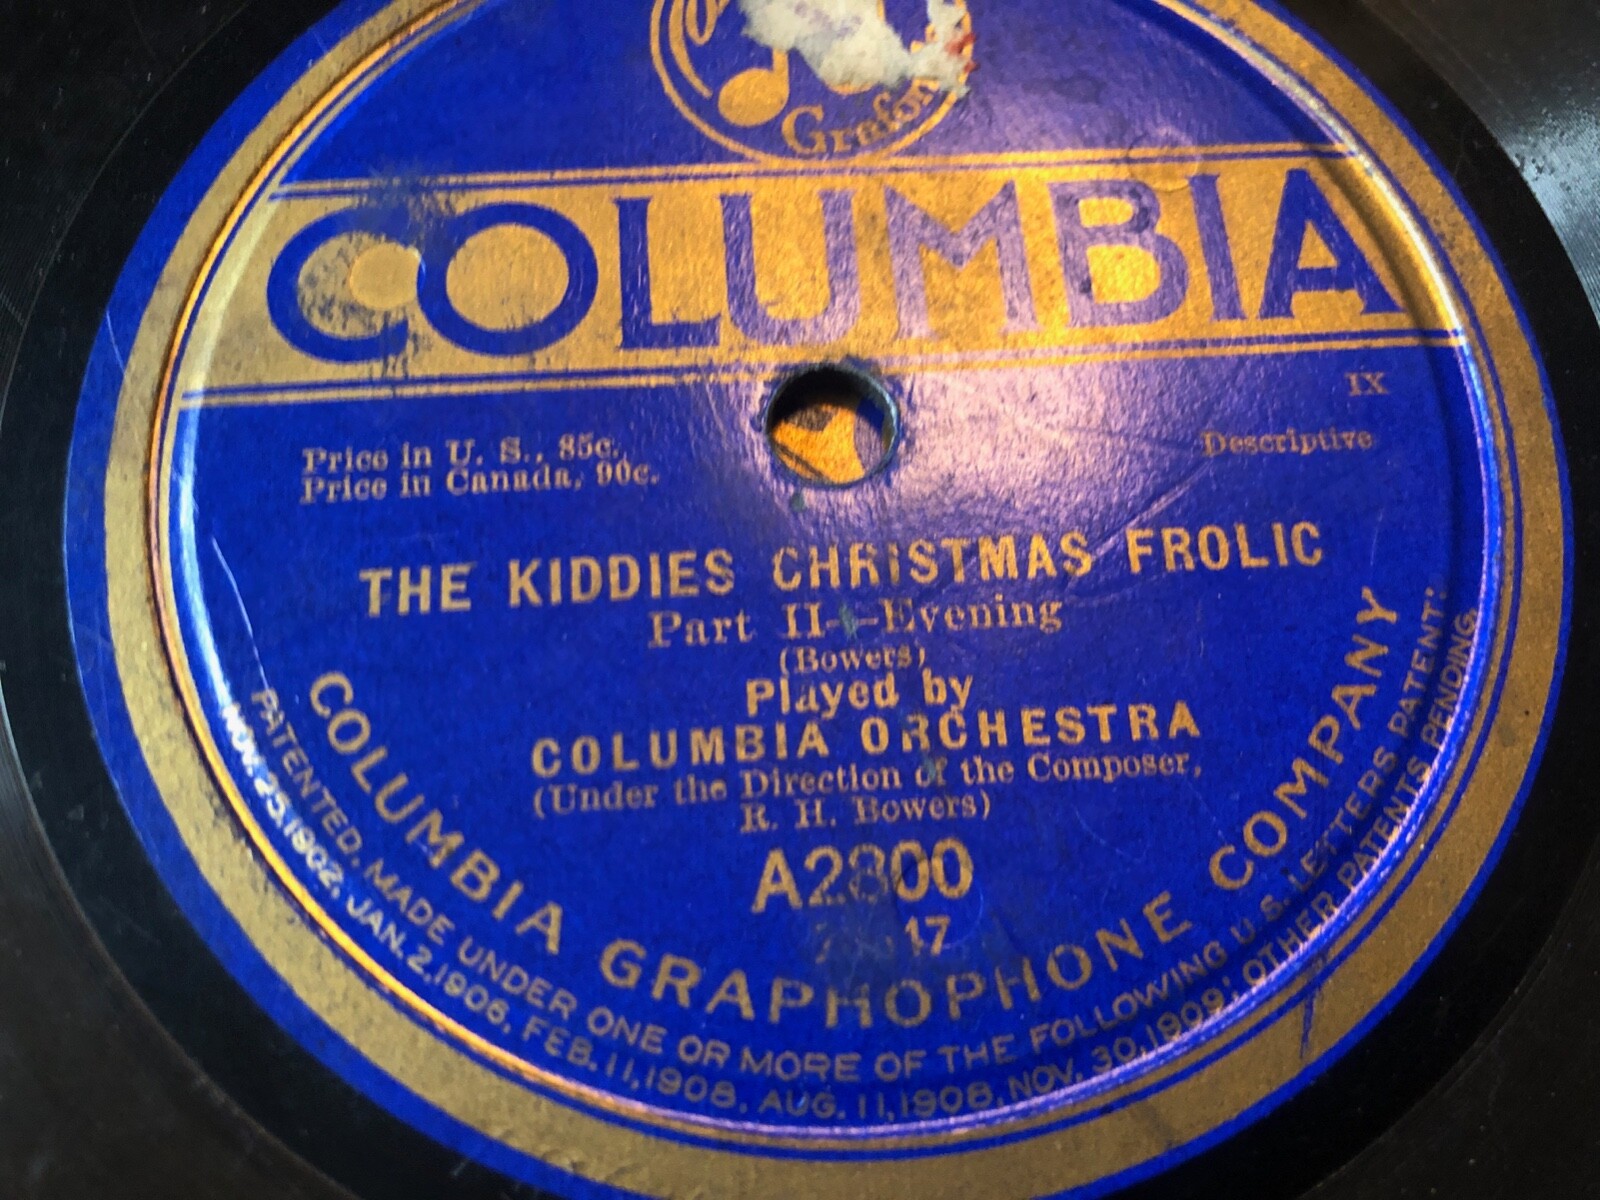 Grafon
COLUMBIA
IX
Price in U. S., 85c.
Price in Canada, 90c.
Descriptive
THE KIDDIES CHRISTMAS FROLIC
Part II—Evening
(Bowers)
Played by
COLUMBIA ORCHESTRA
(Under the Direction of the Composer,
R. H. Bowers)
A2800
17
COLUMBIA GRAPHOPHONE COMPANY
PATENTED, MADE UNDER ONE OR MORE OF THE FOLLOWING U.S. LETTERS PATENT:
NOV. 25, 1902, JAN. 2, 1906, FEB. 11, 1908, AUG. 11, 1908, NOV. 30, 1909; OTHER PATENTS PENDING.